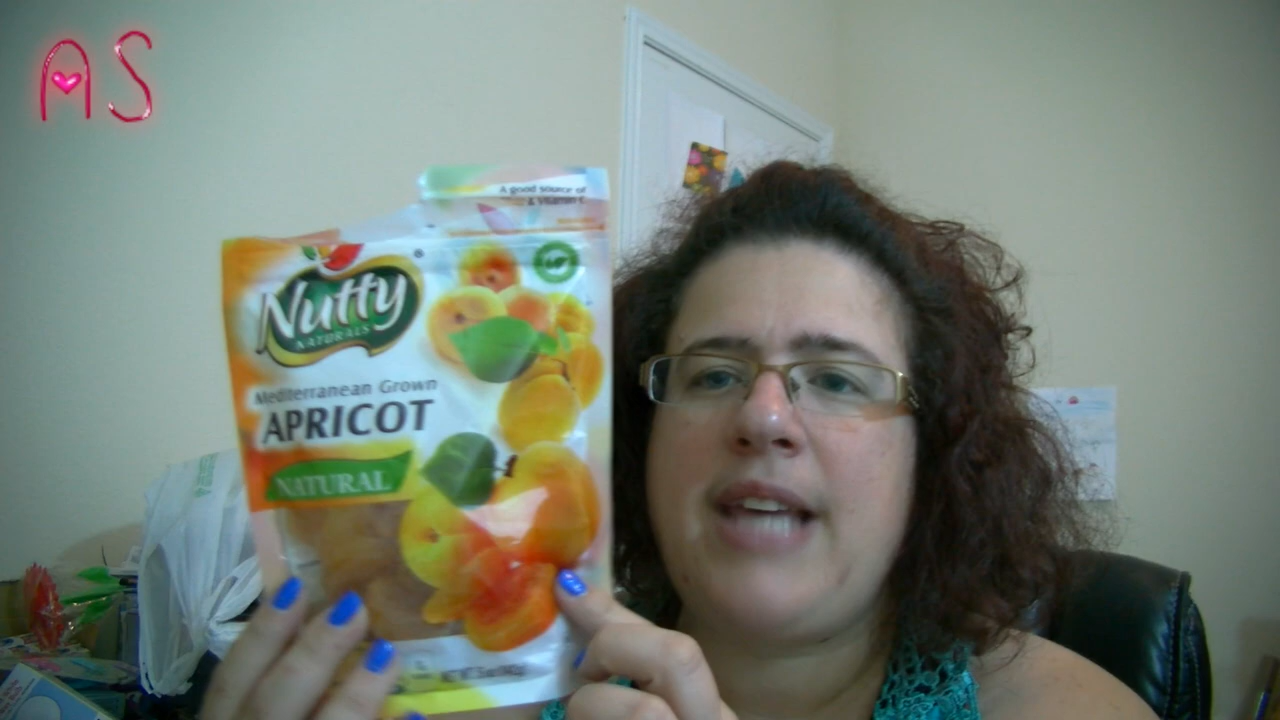 AS
A good source of
& Vitamin C
Nutty
NATURALS
®
Mediterranean Grown
APRICOT
NATURAL